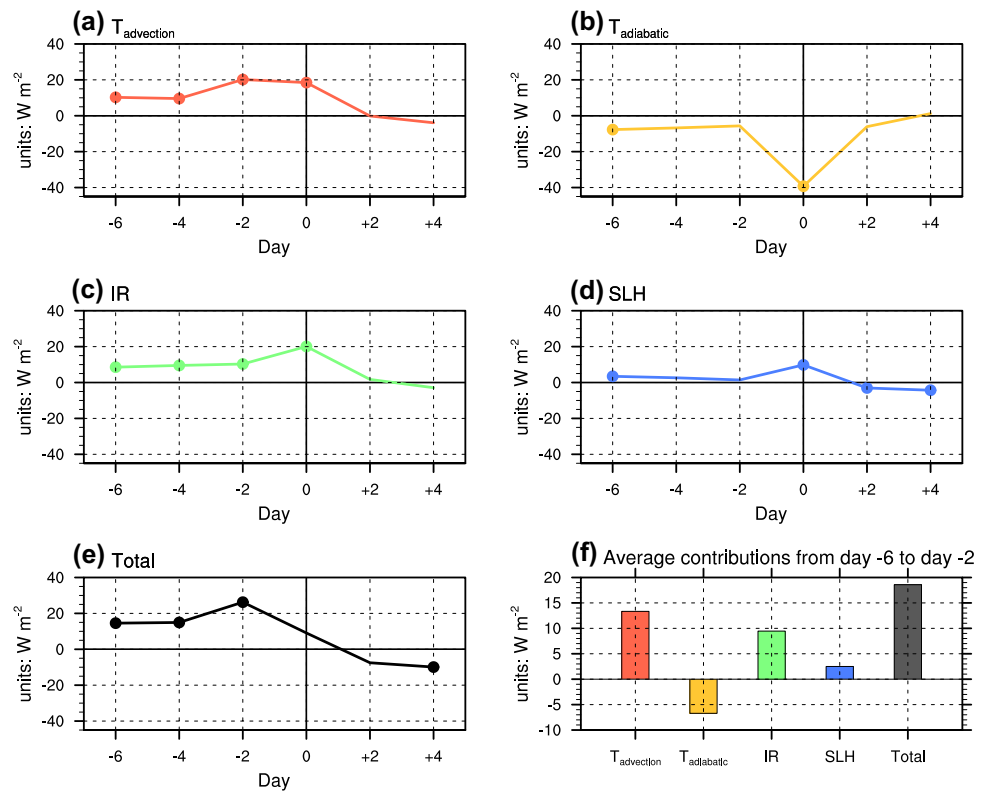 (a) T_advection
units: W m⁻²
40
20
0
-20
-40
-6 -4 -2 0 +2 +4
Day
(b) T_adiabatic
units: W m⁻²
40
20
0
-20
-40
-6 -4 -2 0 +2 +4
Day
(c) IR
units: W m⁻²
40
20
0
-20
-40
-6 -4 -2 0 +2 +4
Day
(d) SLH
units: W m⁻²
40
20
0
-20
-40
-6 -4 -2 0 +2 +4
Day
(e) Total
units: W m⁻²
40
20
0
-20
-40
-6 -4 -2 0 +2 +4
Day
(f) Average contributions from day -6 to day -2
units: W m⁻²
20
15
10
5
0
-5
-10
T_advection T_adiabatic IR SLH Total